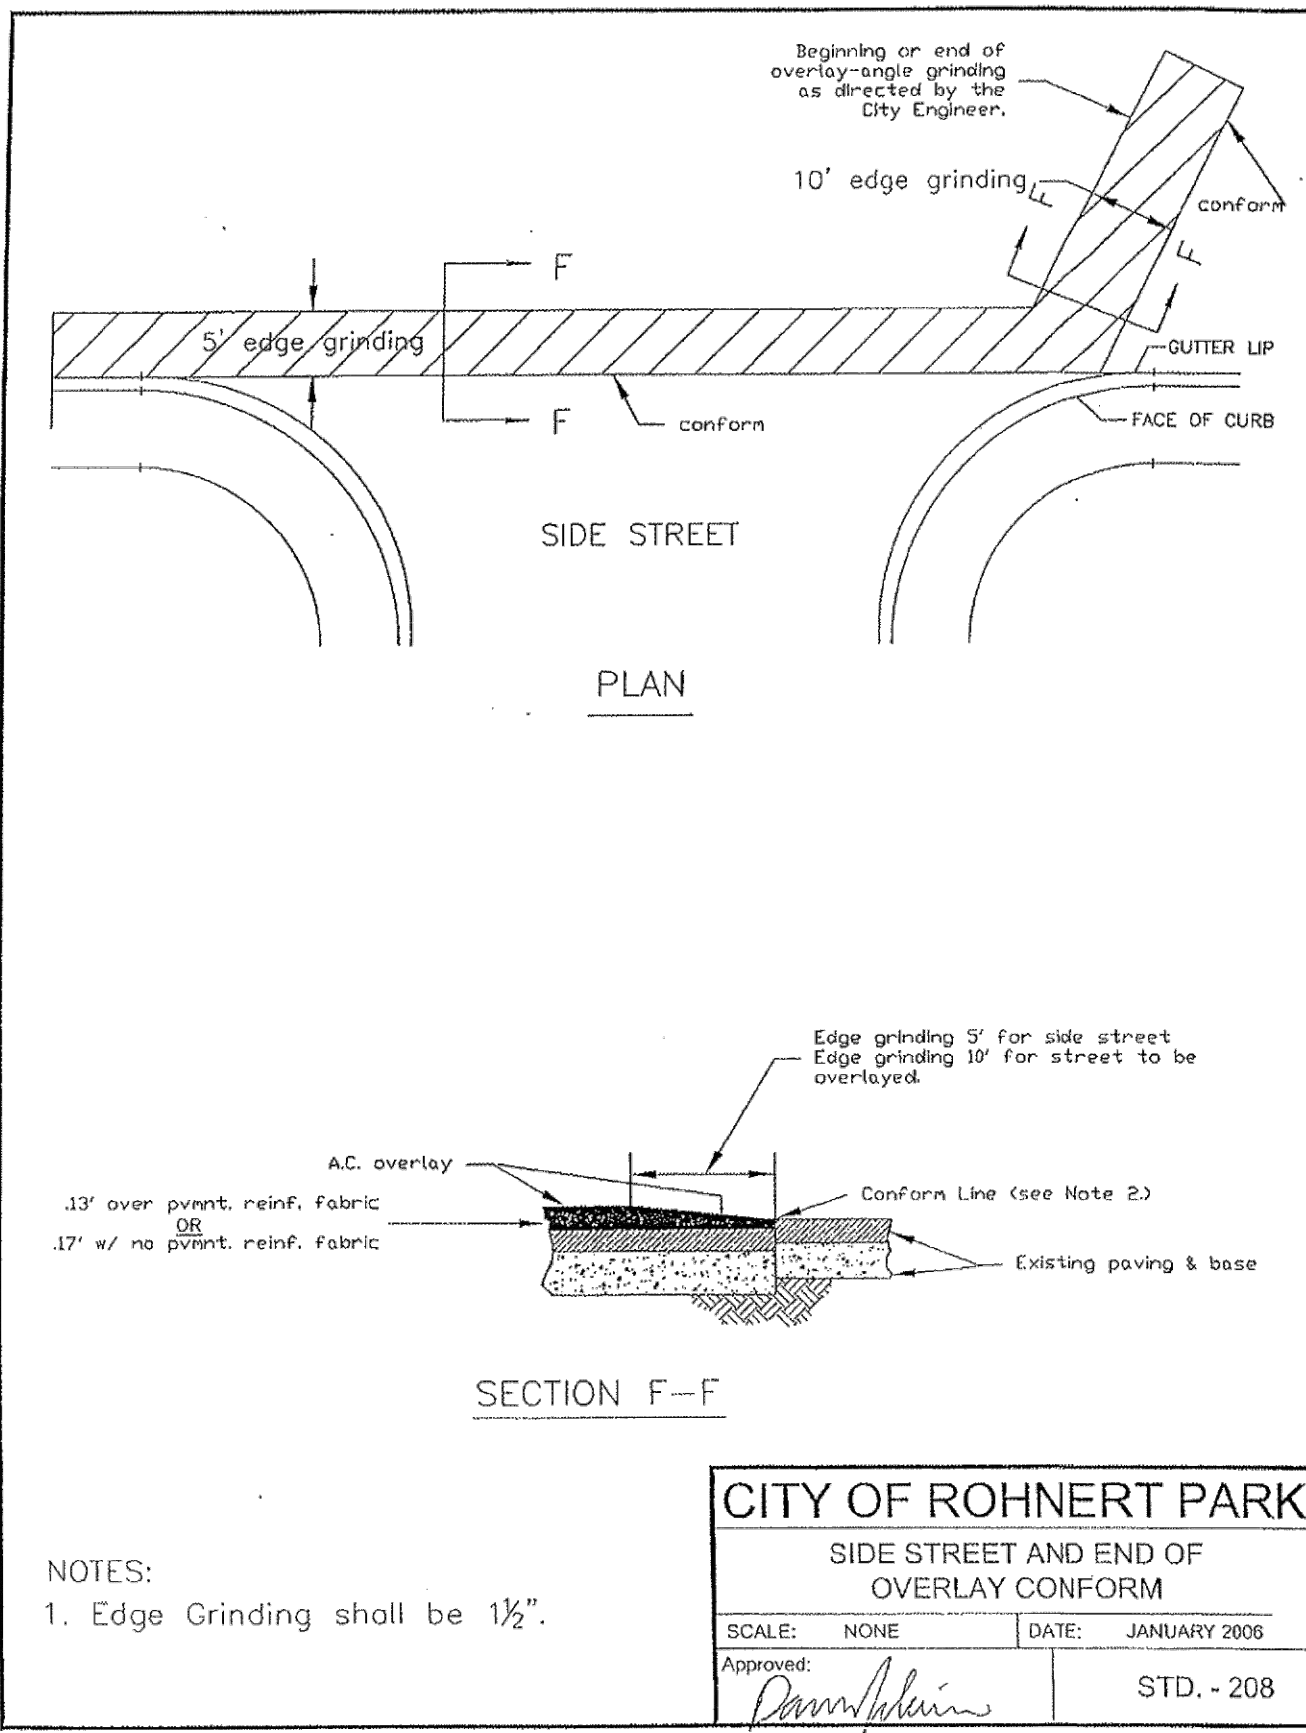 Beginning or end of
overlay-angle grinding
as directed by the
City Engineer.
10' edge grinding
F
conform
F
F
5' edge grinding
GUTTER LIP
F
conform
FACE OF CURB
SIDE STREET
PLAN
Edge grinding 5' for side street
Edge grinding 10' for street to be
overlayed.
A.C. overlay
.13' over pvmnt. reinf. fabric
OR
.17' w/ no pvmnt. reinf. fabric
Conform Line (see Note 2.)
Existing paving & base
SECTION F-F
NOTES:
1. Edge Grinding shall be 1½".
CITY OF ROHNERT PARK
SIDE STREET AND END OF
OVERLAY CONFORM
SCALE: NONE
DATE: JANUARY 2006
Approved:
STD. - 208